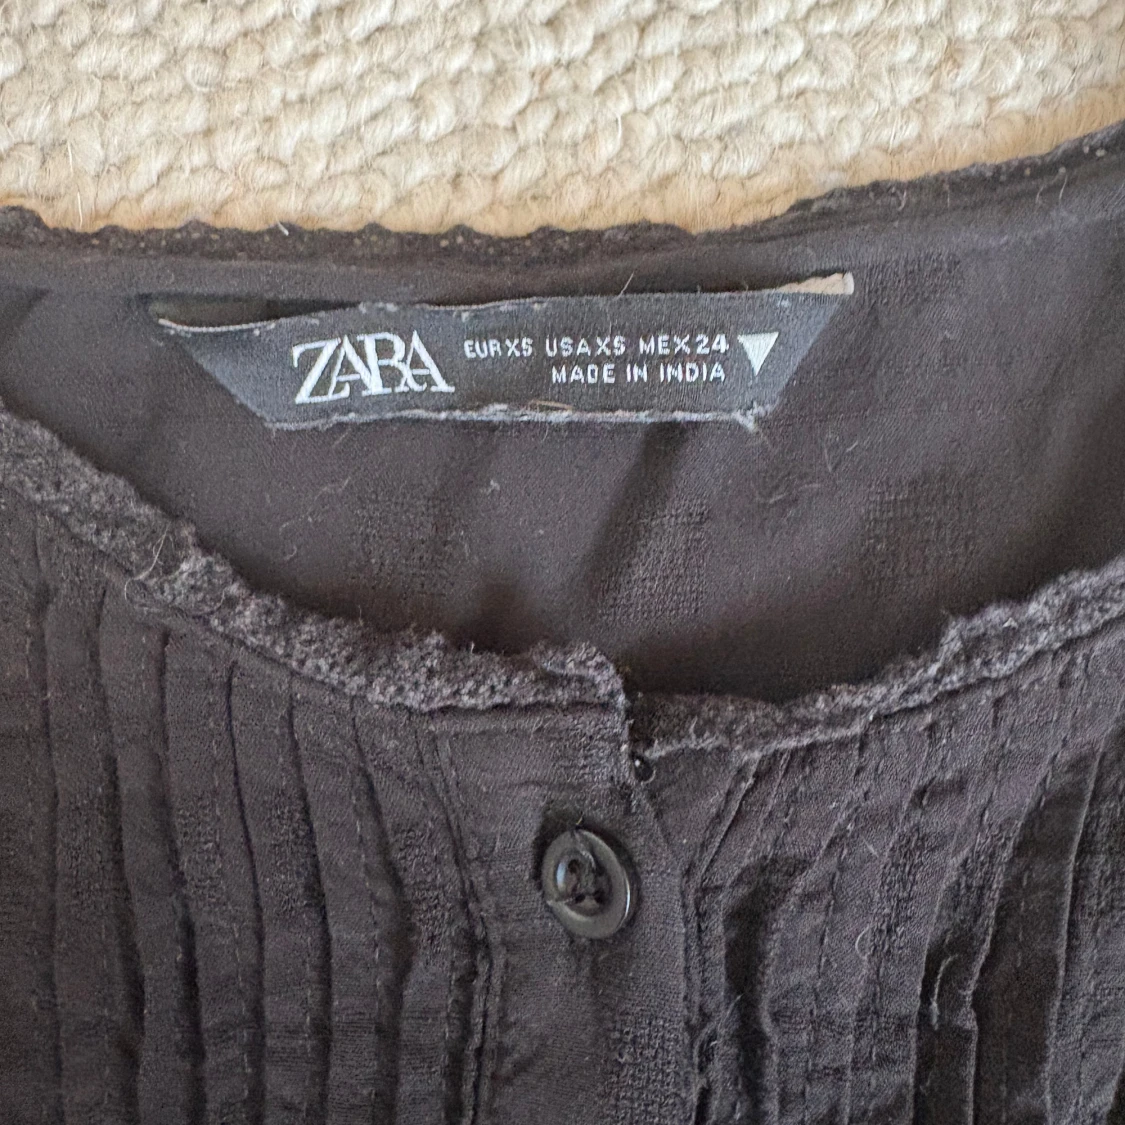 ZARA
EUR XS USA XS MEX 24
MADE IN INDIA